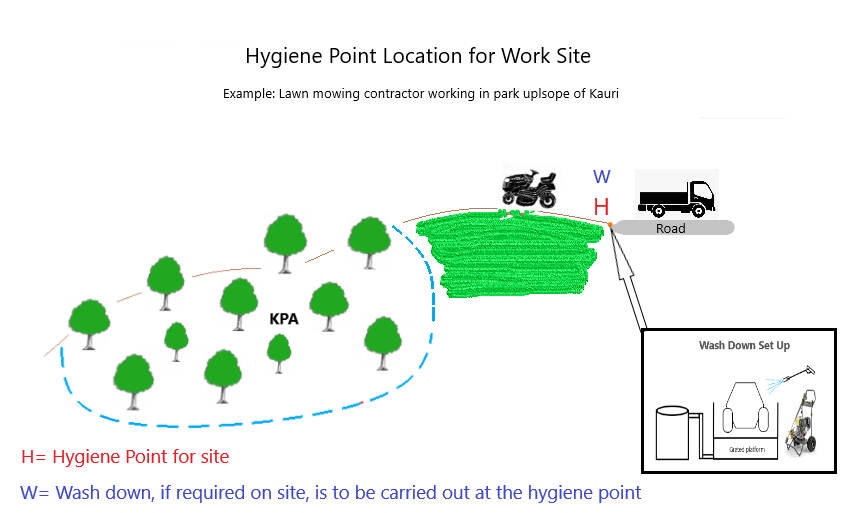 Hygiene Point Location for Work Site
Example: Lawn mowing contractor working in park uplsope of Kauri
W
H
Road
KPA
Wash Down Set Up
Grated platform
H= Hygiene Point for site
W= Wash down, if required on site, is to be carried out at the hygiene point